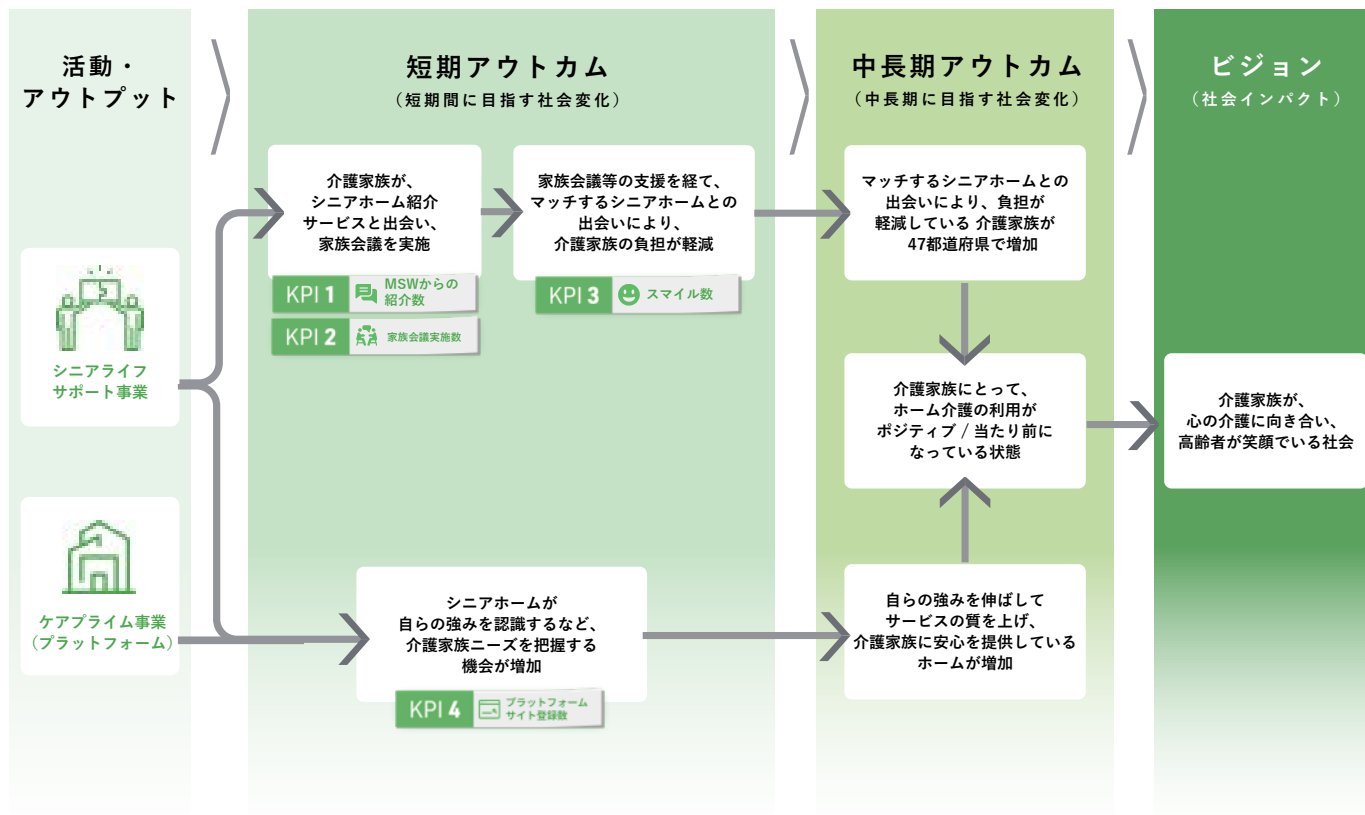 活動・
アウトプット
短期アウトカム
（短期間に目指す社会変化）
中長期アウトカム
（中長期に目指す社会変化）
ビジョン
（社会インパクト）
シニアライフ
サポート事業
ケアプライム事業
（プラットフォーム）
介護家族が、
シニアホーム紹介
サービスと出会い、
家族会議を実施
KPI 1
MSWからの
紹介数
KPI 2
家族会議実施数
家族会議等の支援を経て、
マッチするシニアホームとの
出会いにより、
介護家族の負担が軽減
KPI 3
スマイル数
シニアホームが
自らの強みを認識するなど、
介護家族ニーズを把握する
機会が増加
KPI 4
プラットフォーム
サイト登録数
マッチするシニアホームとの
出会いにより、負担が
軽減している 介護家族が
47都道府県で増加
介護家族にとって、
ホーム介護の利用が
ポジティブ / 当たり前に
なっている状態
自らの強みを伸ばして
サービスの質を上げ、
介護家族に安心を提供している
ホームが増加
介護家族が、
心の介護に向き合い、
高齢者が笑顔でいる社会